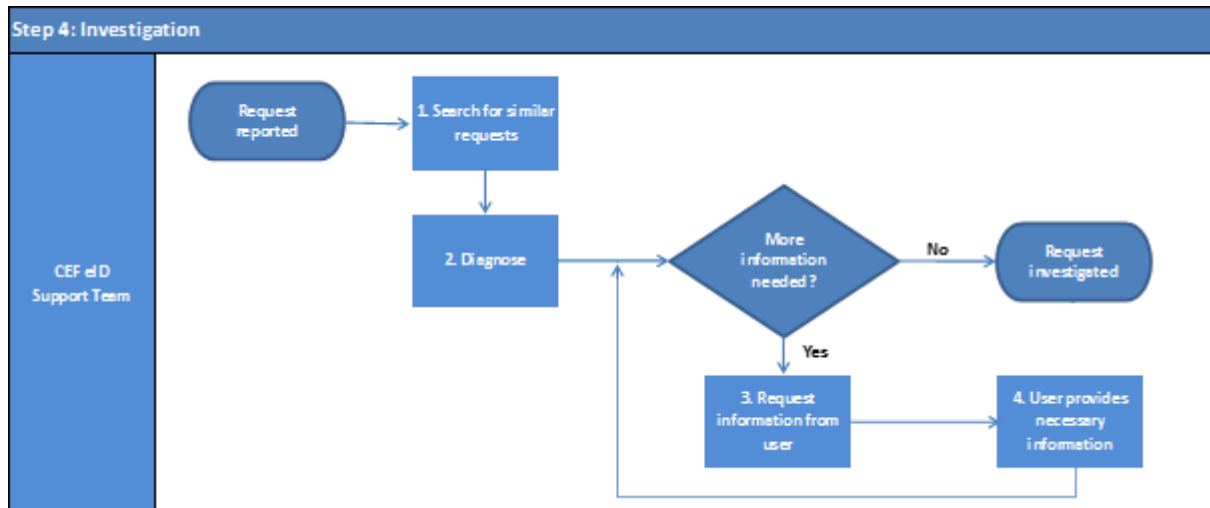 Step 4: Investigation
CEF eID
Support Team
Request
reported
1. Search for similar
requests
2. Diagnose
More
information
needed?
No
Request
investigated
Yes
3. Request
information from
user
4. User provides
necessary
information